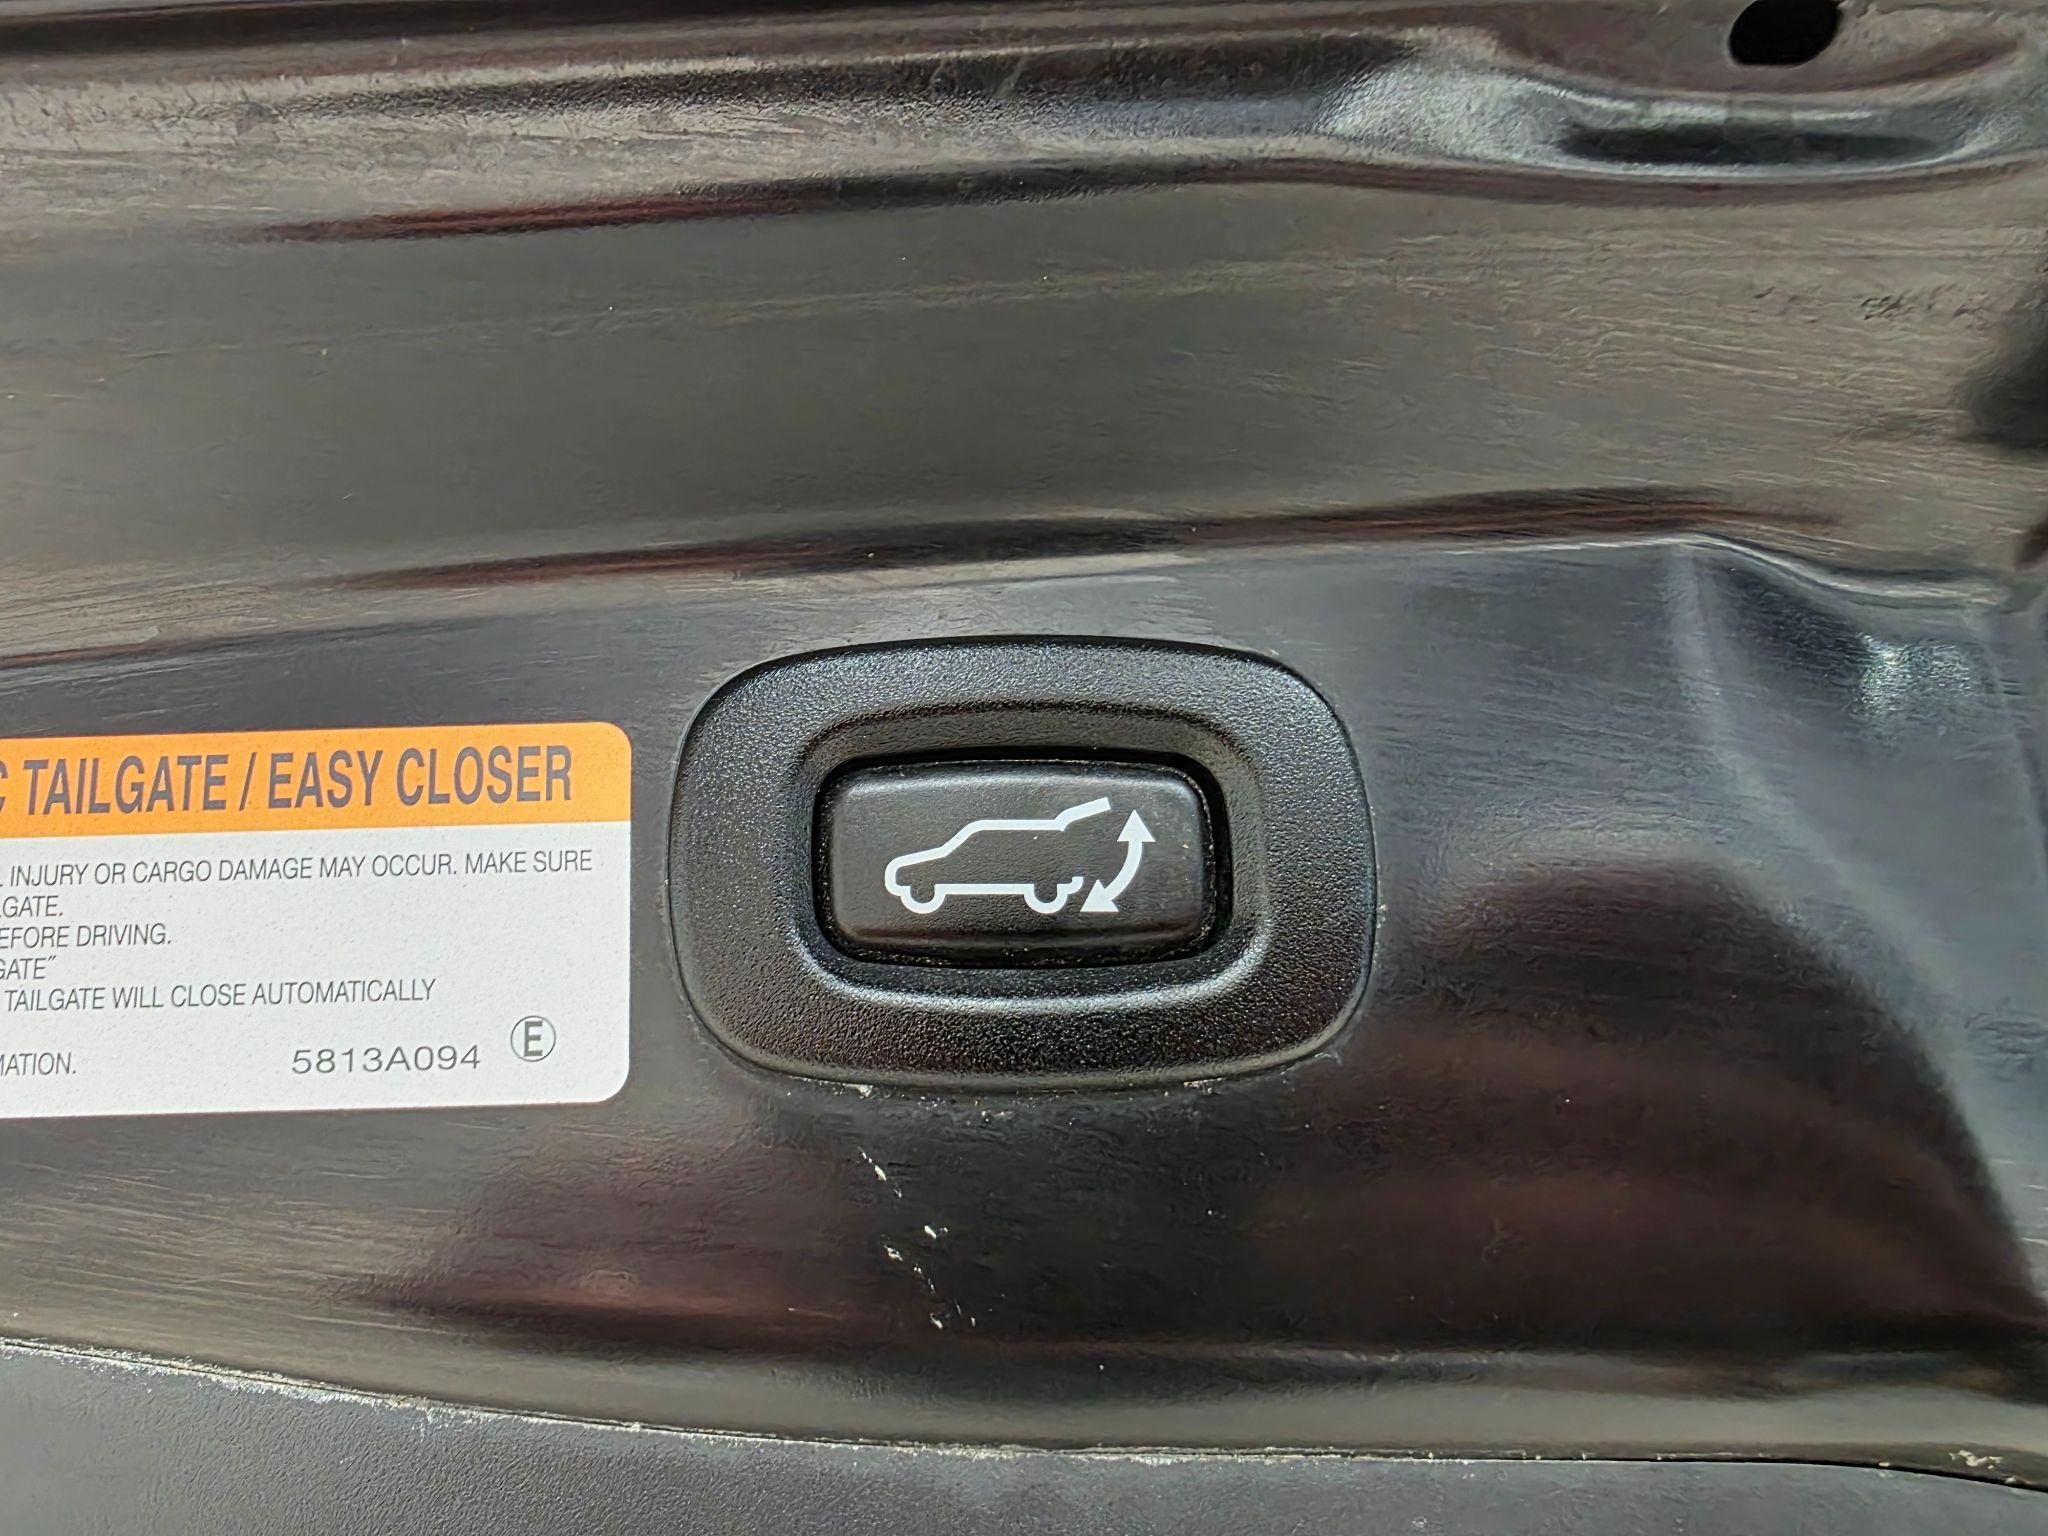 C TAILGATE / EASY CLOSER
INJURY OR CARGO DAMAGE MAY OCCUR. MAKE SURE
GATE.
EFORE DRIVING.
GATE"
TAILGATE WILL CLOSE AUTOMATICALLY
MATION.
5813A094 E